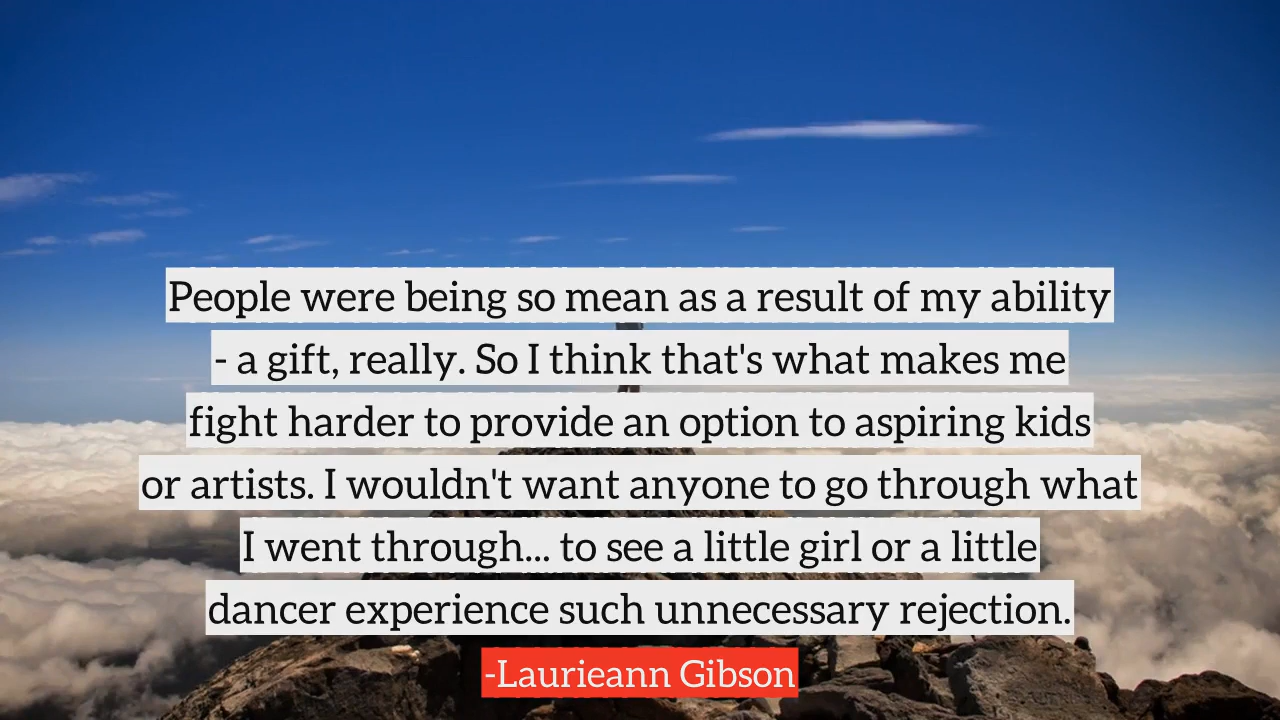 People were being so mean as a result of my ability
- a gift, really. So I think that's what makes me
fight harder to provide an option to aspiring kids
or artists. I wouldn't want anyone to go through what
I went through... to see a little girl or a little
dancer experience such unnecessary rejection.
-Laurieann Gibson